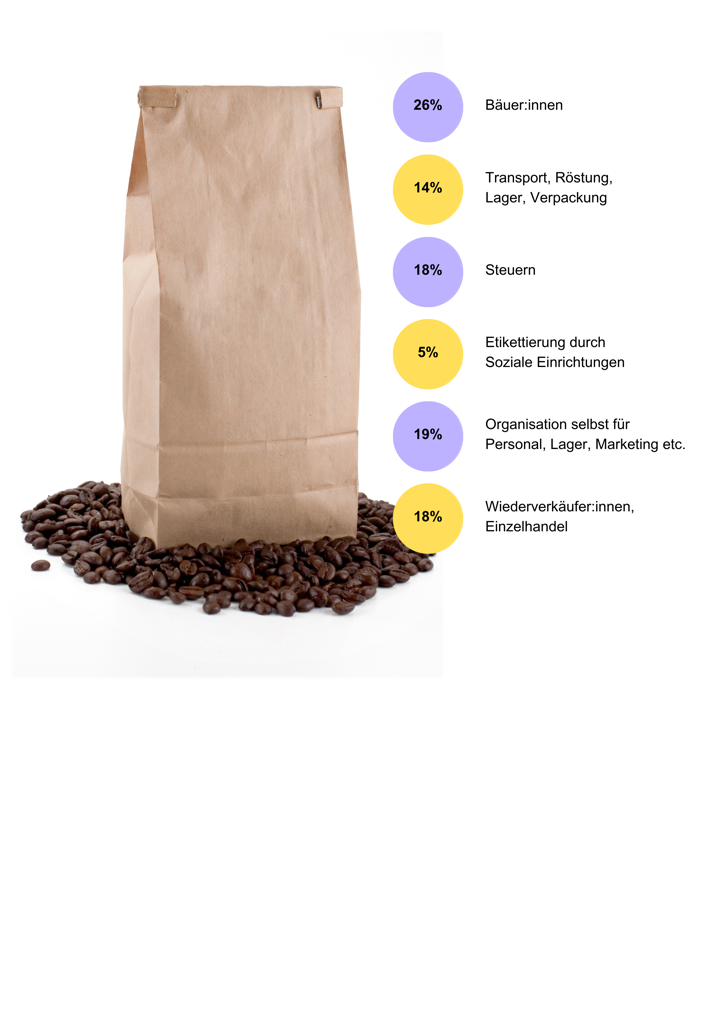 26%
Bäuer:innen
14%
Transport, Röstung,
Lager, Verpackung
18%
Steuern
5%
Etikettierung durch
Soziale Einrichtungen
19%
Organisation selbst für
Personal, Lager, Marketing etc.
18%
Wiederverkäufer:innen,
Einzelhandel